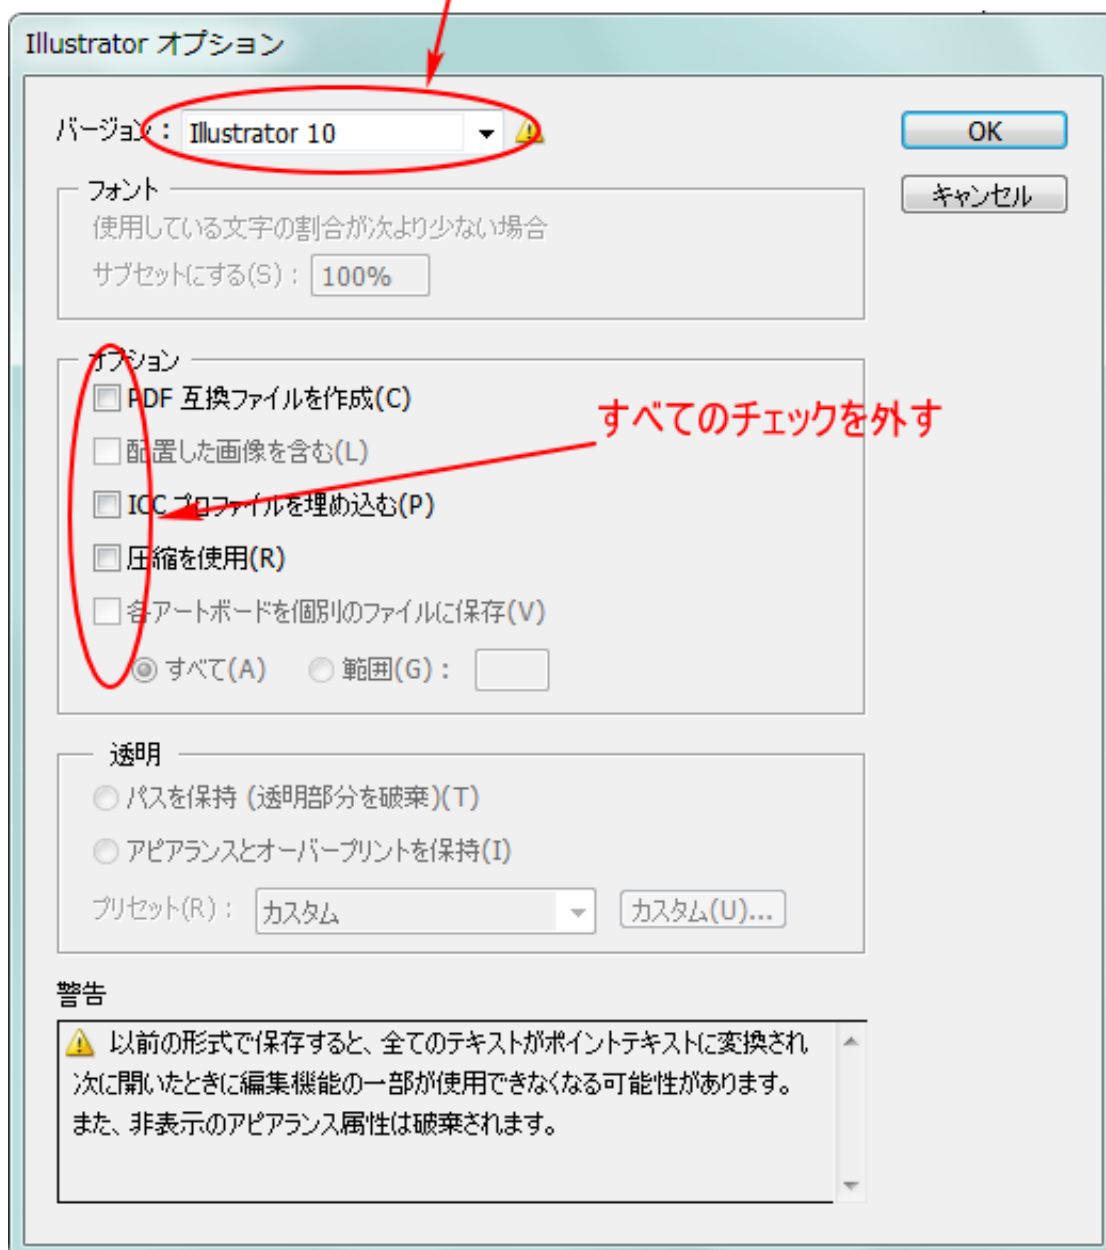 Illustrator オプション
バージョン： Illustrator 10
OK
キャンセル
フォント
使用している文字の割合が次より少ない場合
サブセットにする(S)： 100%
オプション
PDF 互換ファイルを作成(C)
すべてのチェックを外す
配置した画像を含む(L)
ICC プロファイルを埋め込む(P)
圧縮を使用(R)
各アートボードを個別のファイルに保存(V)
すべて(A) 範囲(G)：
透明
パスを保持 (透明部分を破棄)(T)
アピアランスとオーバープリントを保持(I)
プリセット(R)： カスタム カスタム(U)...
警告
以前の形式で保存すると、全てのテキストがポイントテキストに変換され
次に開いたときに編集機能の一部が使用できなくなる可能性があります。
また、非表示のアピアランス属性は破棄されます。